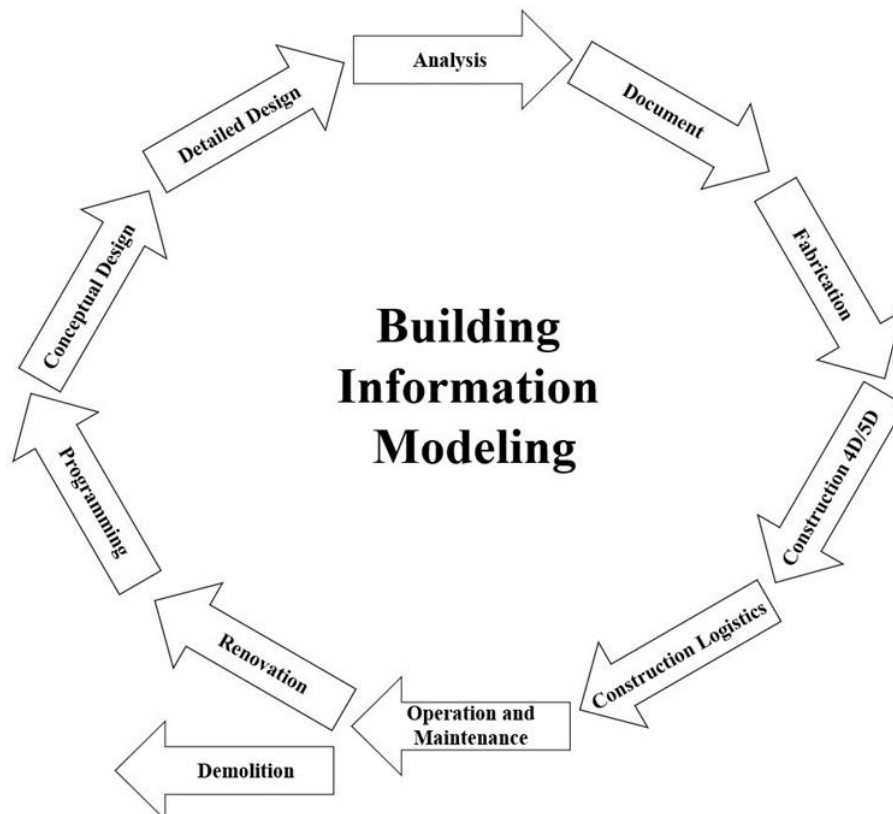 Analysis
Document
Fabrication
Construction 4D/5D
Construction Logistics
Operation and
Maintenance
Demolition
Renovation
Programming
Conceptual Design
Detailed Design
Building
Information
Modeling